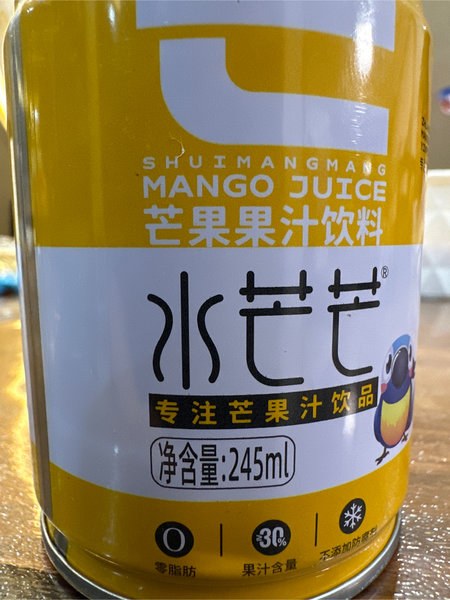 SHUIMANGMANG
MANGO JUICE
芒果果汁饮料
水芒芒®
专注芒果汁饮品
净含量:245ml
0
零脂肪
30%
果汁含量
不添加防腐剂